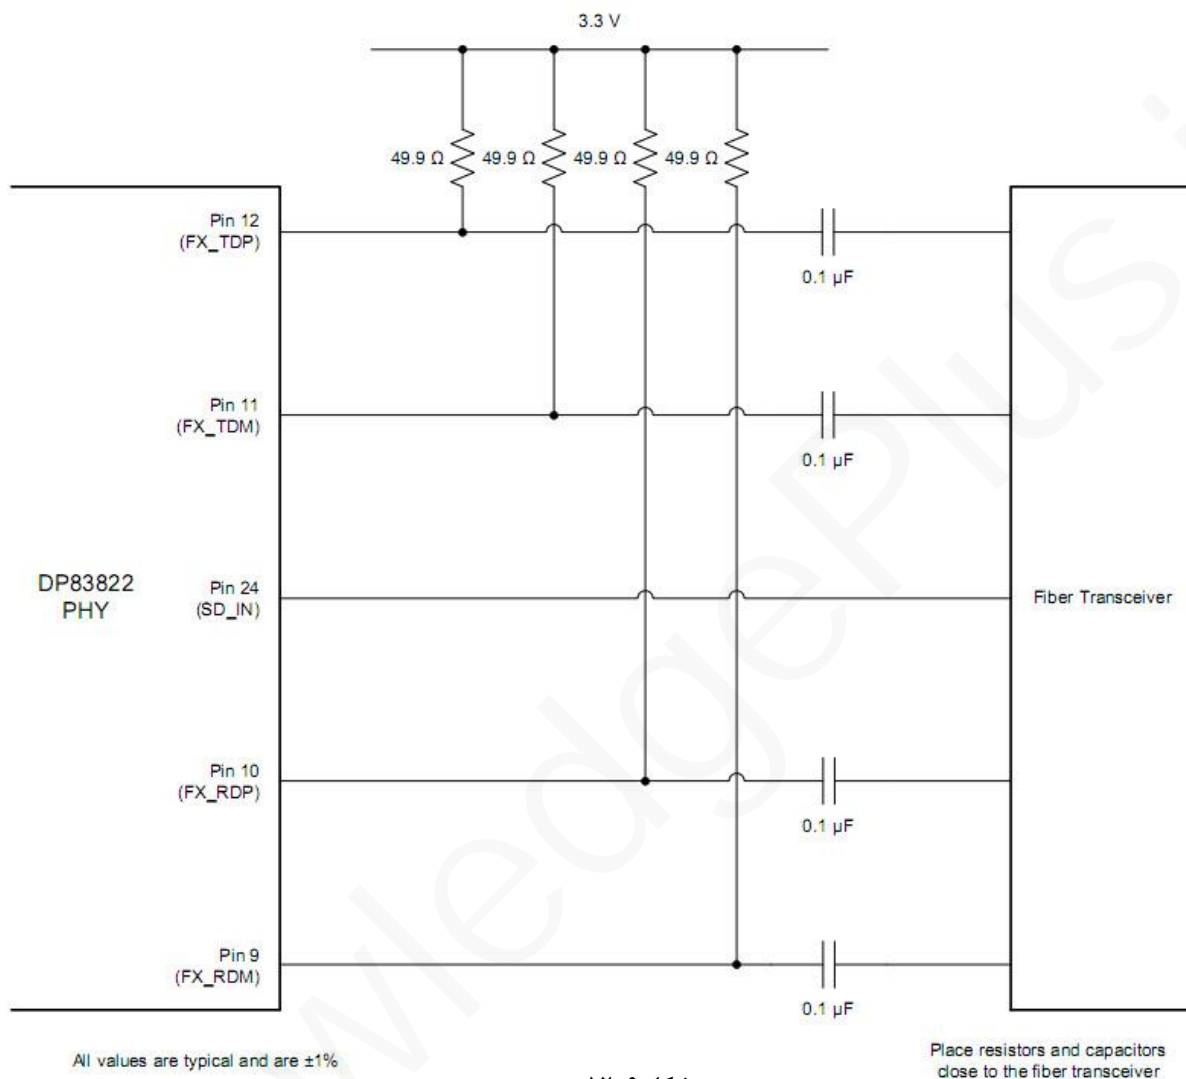 3.3 V
49.9 Ω 49.9 Ω 49.9 Ω 49.9 Ω
Pin 12
(FX_TDP)
0.1 µF
Pin 11
(FX_TDM)
0.1 µF
DP83822
PHY
Pin 24
(SD_IN)
Fiber Transceiver
Pin 10
(FX_RDP)
0.1 µF
Pin 9
(FX_RDM)
0.1 µF
All values are typical and are ±1%
Place resistors and capacitors
close to the fiber transceiver
wledgePlus